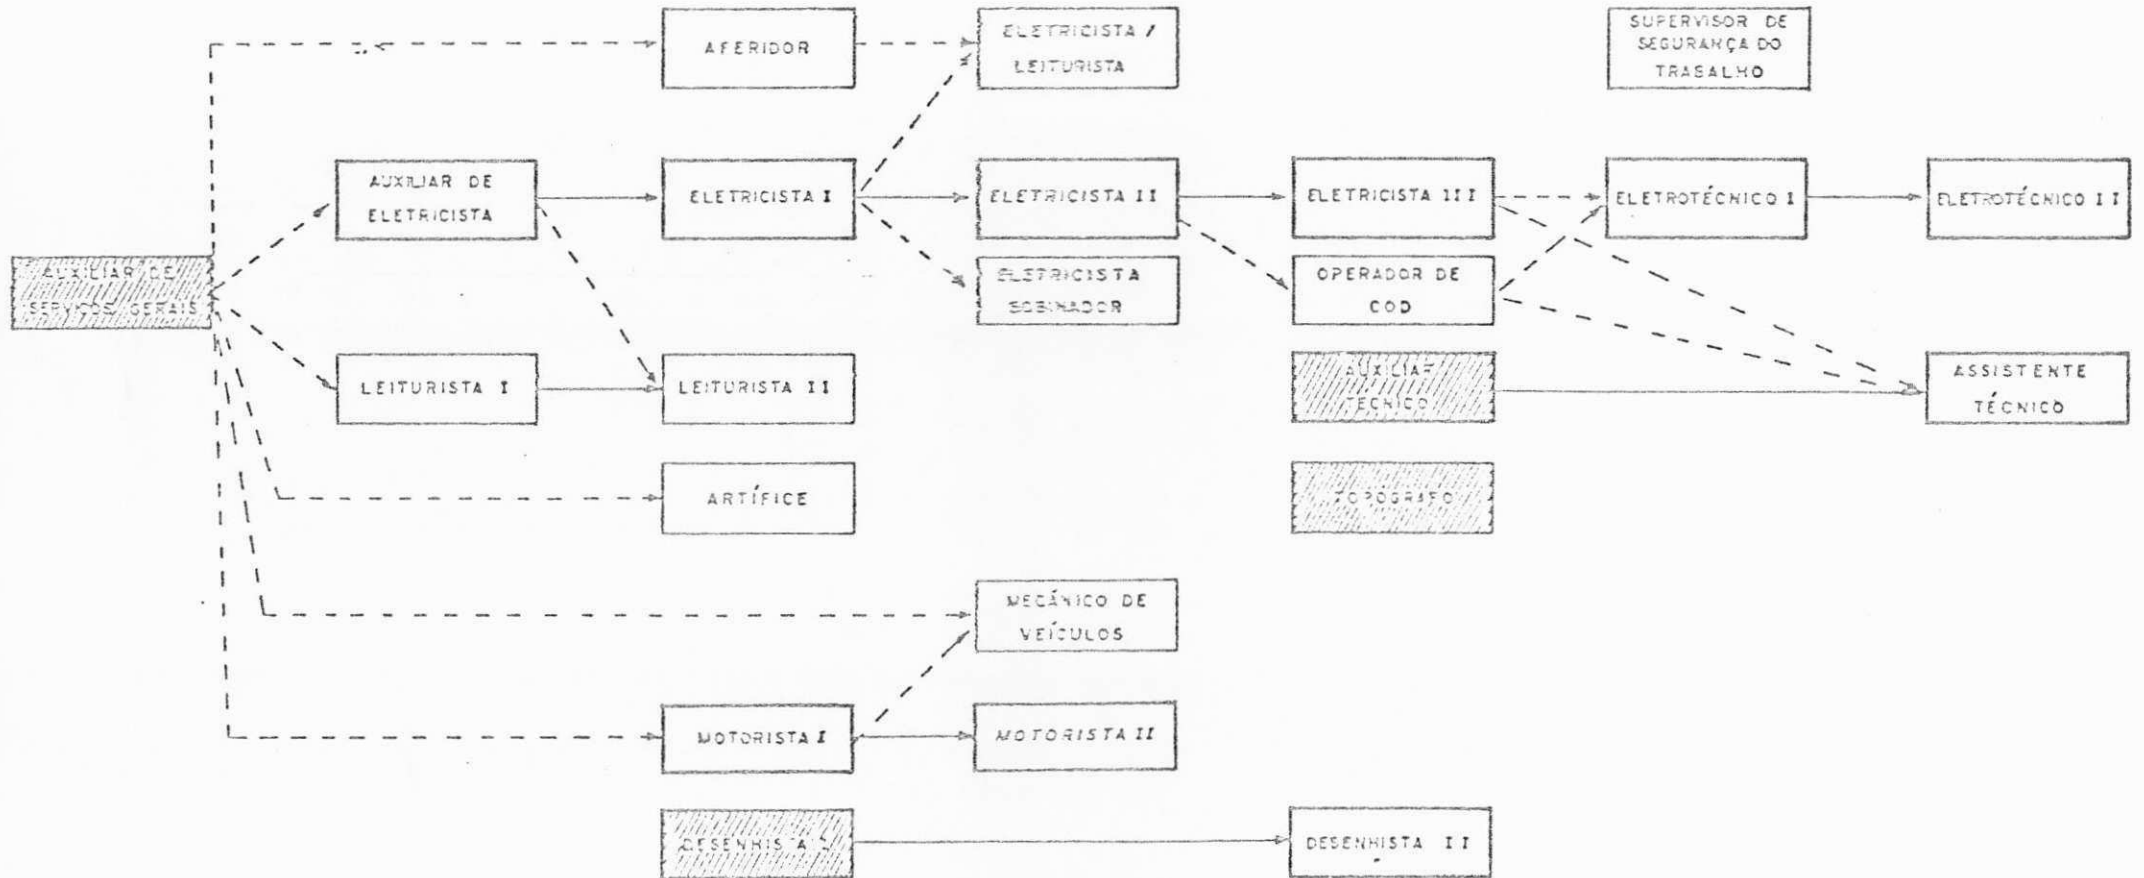 AFERIDOR
ELETRICISTA /
LEITURISTA
SUPERVISOR DE
SEGURANÇA DO
TRABALHO
AUXILIAR DE
ELETRICISTA
ELETRICISTA I
ELETRICISTA II
ELETRICISTA III
ELETROTÉCNICO I
ELETROTÉCNICO II
AUXILIAR DE
SERVIÇOS GERAIS
ELETRICISTA
BOBINADOR
OPERADOR DE
COD
LEITURISTA I
LEITURISTA II
AUXILIAR
TÉCNICO
ASSISTENTE
TÉCNICO
ARTÍFICE
TOPÓGRAFO
MECÂNICO DE
VEÍCULOS
MOTORISTA I
MOTORISTA II
DESENHISTA I
DESENHISTA II